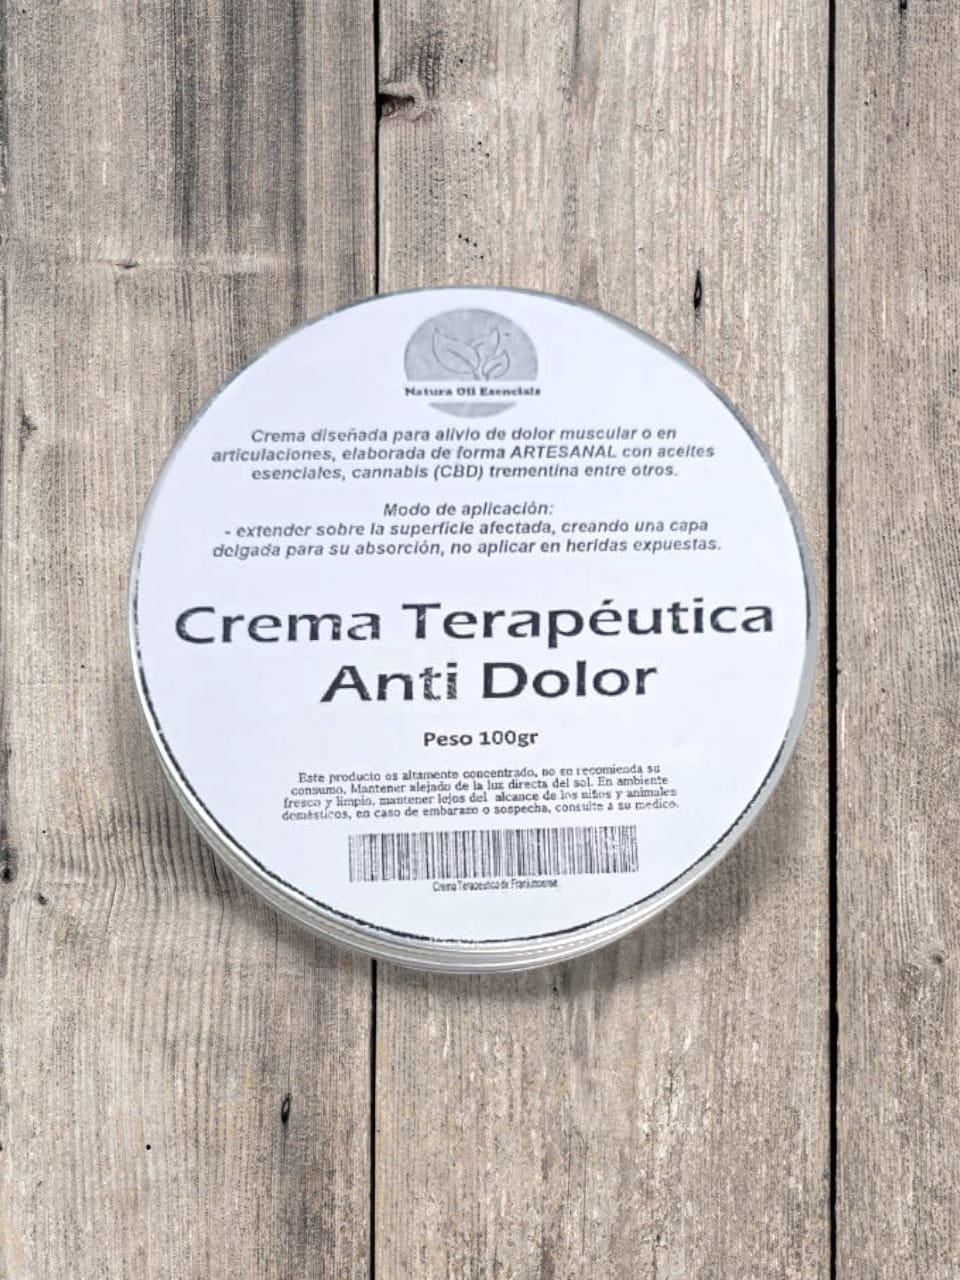 Natura Oil Esencials
Crema diseñada para alivio de dolor muscular o en
articulaciones, elaborada de forma ARTESANAL con aceites
esenciales, cannabis (CBD) trementina entre otros.
Modo de aplicación:
- extender sobre la superficie afectada, creando una capa
delgada para su absorción, no aplicar en heridas expuestas.
Crema Terapéutica
Anti Dolor
Peso 100gr
Este producto es altamente concentrado, no se recomienda su
consumo. Mantener alejado de la luz directa del sol. En ambiente
fresco y limpio, mantener lejos del alcance de los niños y animales
domésticos, en caso de embarazo o sospecha, consulte a su medico.
Crema Terapeutica de